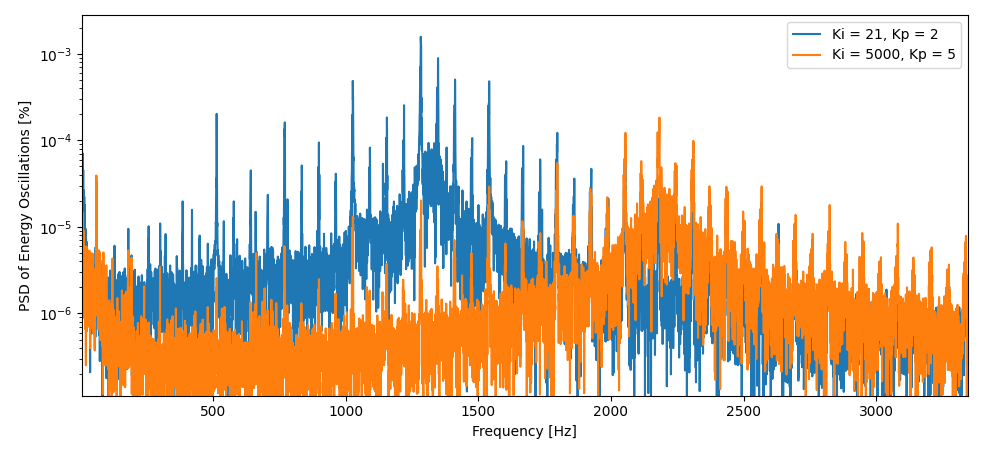 Ki = 21, Kp = 2
Ki = 5000, Kp = 5
PSD of Energy Oscillations [%]
10⁻³
10⁻⁴
10⁻⁵
10⁻⁶
500 1000 1500 2000 2500 3000
Frequency [Hz]